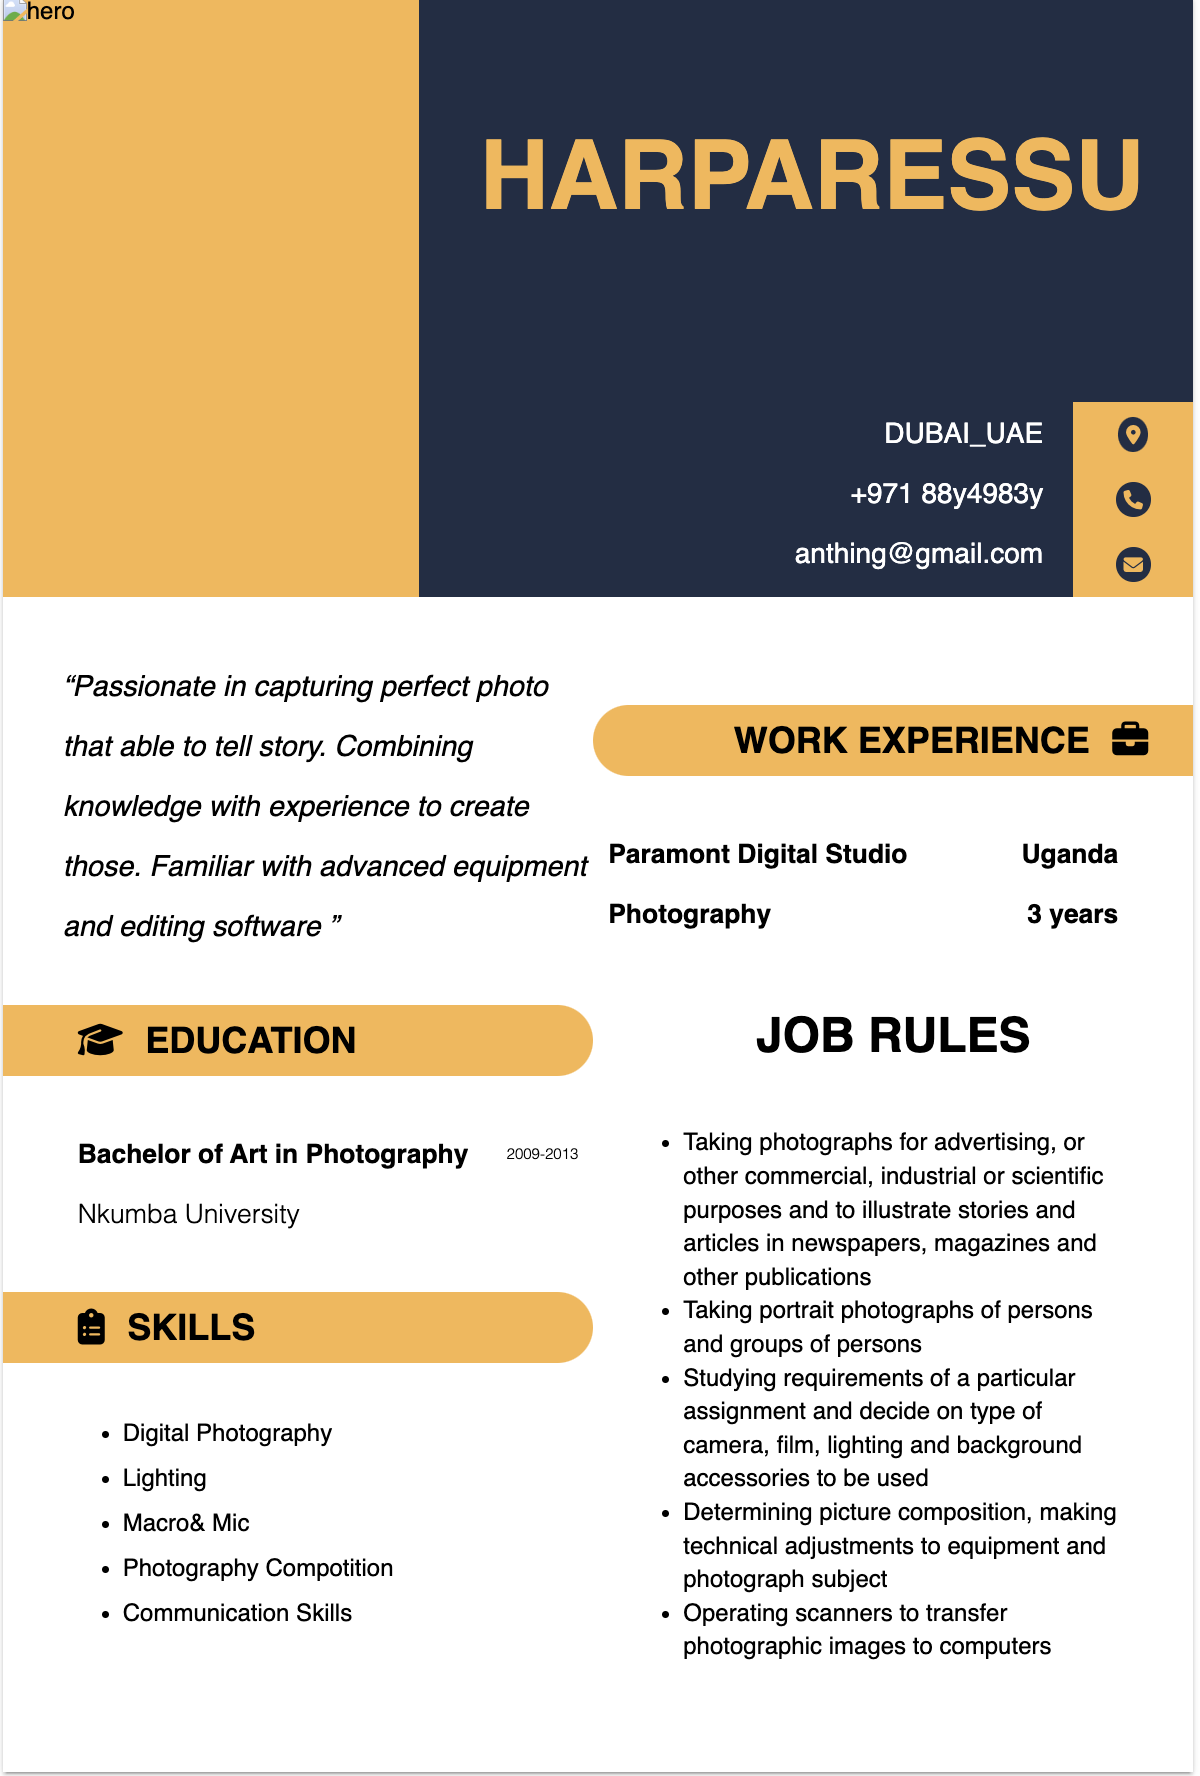 hero
HARPARESSU
DUBAI_UAE
+971 88y4983y
anthing@gmail.com
“Passionate in capturing perfect photo
that able to tell story. Combining
knowledge with experience to create
those. Familiar with advanced equipment
and editing software ”
EDUCATION
Bachelor of Art in Photography 2009-2013
Nkumba University
SKILLS
• Digital Photography
• Lighting
• Macro& Mic
• Photography Compotition
• Communication Skills
WORK EXPERIENCE
Paramont Digital Studio Uganda
Photography 3 years
JOB RULES
• Taking photographs for advertising, or
other commercial, industrial or scientific
purposes and to illustrate stories and
articles in newspapers, magazines and
other publications
• Taking portrait photographs of persons
and groups of persons
• Studying requirements of a particular
assignment and decide on type of
camera, film, lighting and background
accessories to be used
• Determining picture composition, making
technical adjustments to equipment and
photograph subject
• Operating scanners to transfer
photographic images to computers